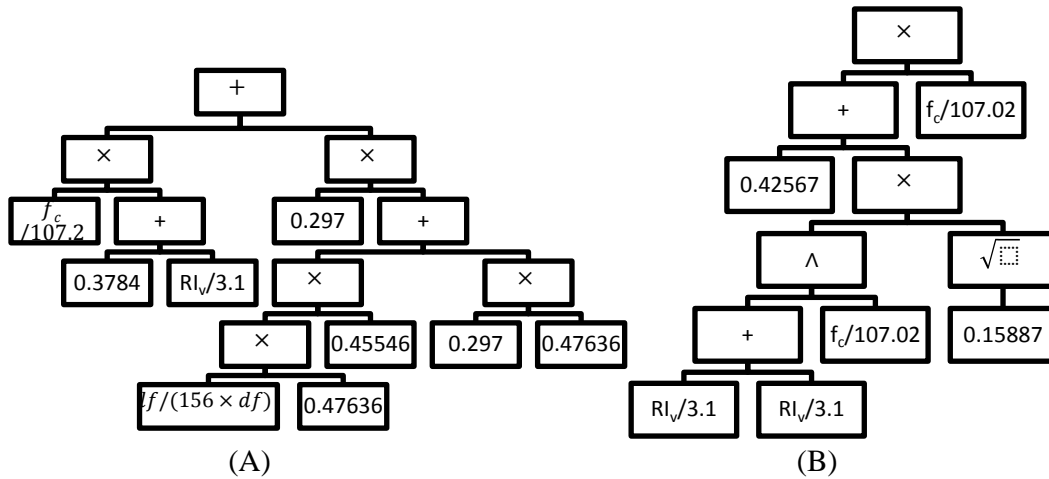 +
× ×
f_c
/107.2
+ 0.297 +
0.3784 RI_v/3.1 × ×
× 0.45546 0.297 0.47636
lf/(156 × df) 0.47636
(A)
×
+ f_c/107.02
0.42567 ×
∧ √
+ f_c/107.02 0.15887
RI_v/3.1 RI_v/3.1
(B)